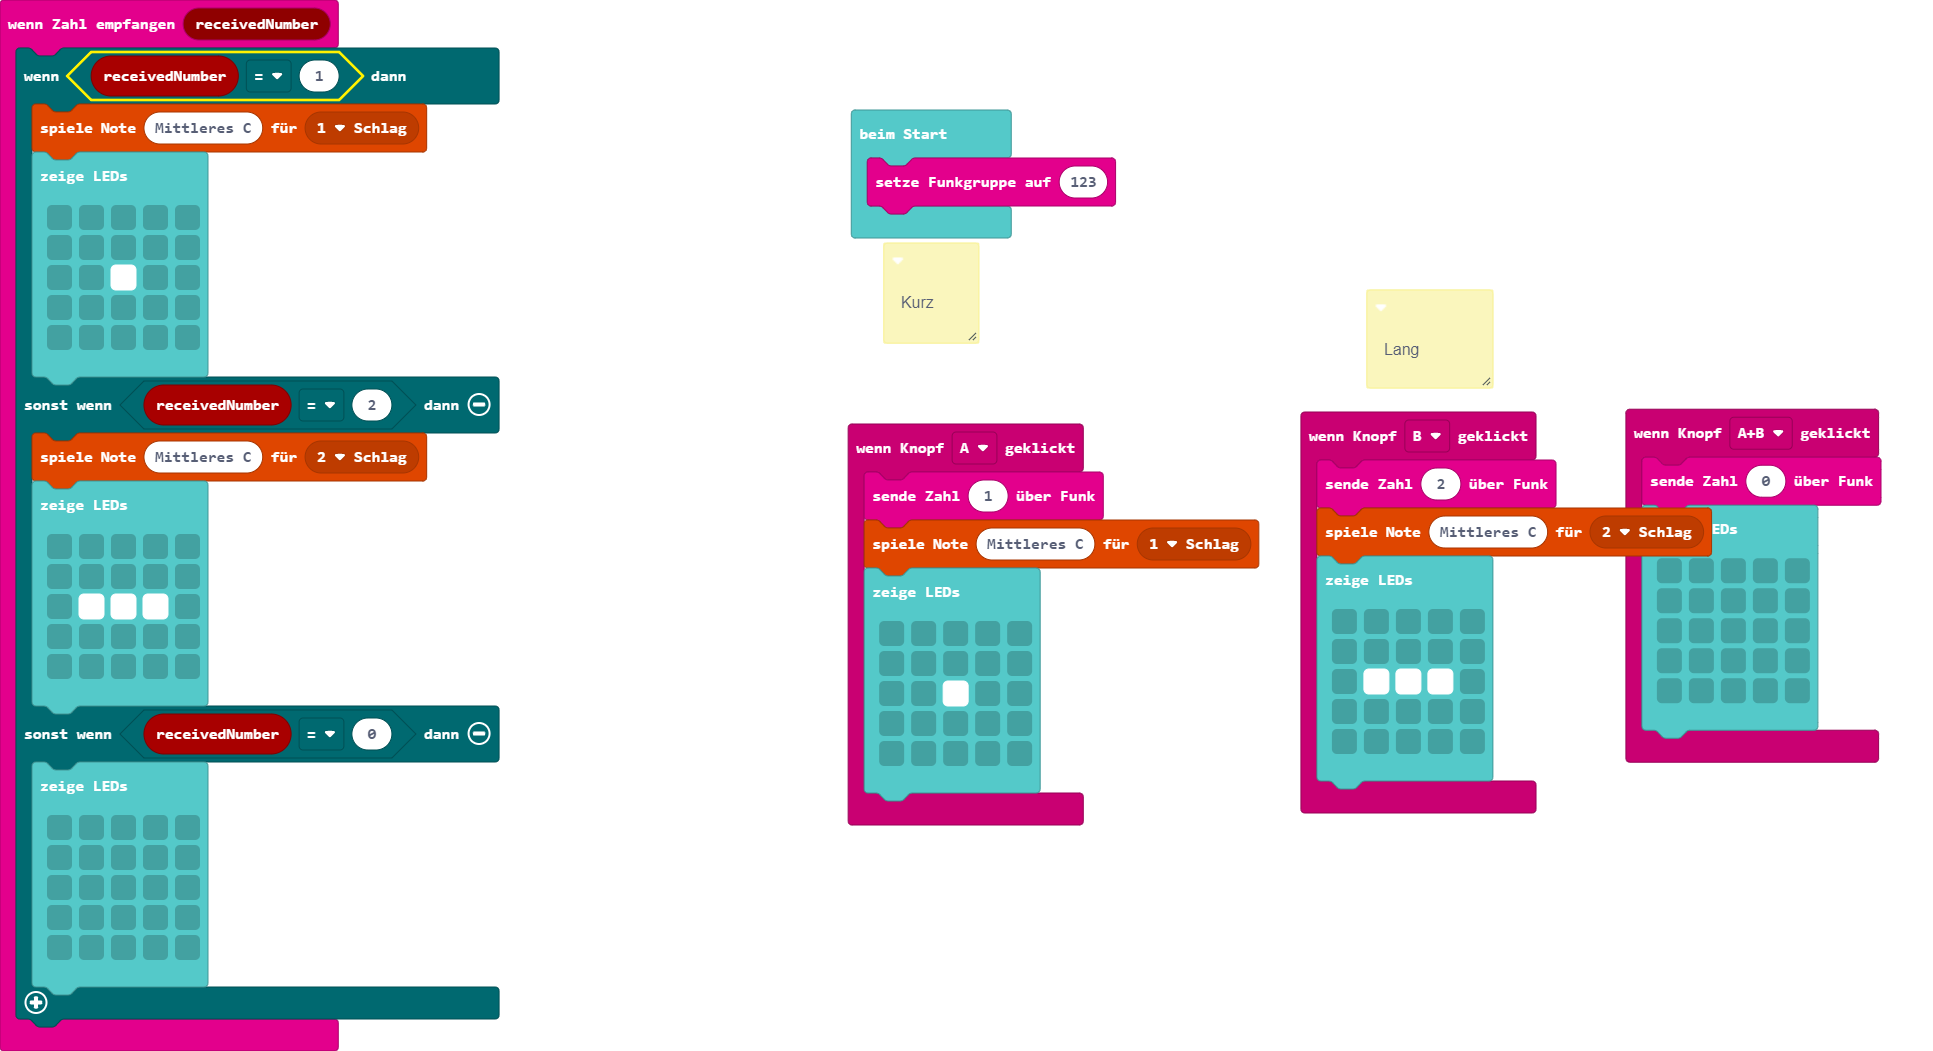 wenn Zahl empfangen receivedNumber
wenn receivedNumber = 1 dann
spiele Note Mittleres C für 1 Schlag
zeige LEDs
sonst wenn receivedNumber = 2 dann
spiele Note Mittleres C für 2 Schlag
zeige LEDs
sonst wenn receivedNumber = 0 dann
zeige LEDs
beim Start
setze Funkgruppe auf 123
Kurz
wenn Knopf A geklickt
sende Zahl 1 über Funk
spiele Note Mittleres C für 1 Schlag
zeige LEDs
Lang
wenn Knopf B geklickt
sende Zahl 2 über Funk
spiele Note Mittleres C für 2 Schlag
zeige LEDs
wenn Knopf A+B geklickt
sende Zahl 0 über Funk
EDs